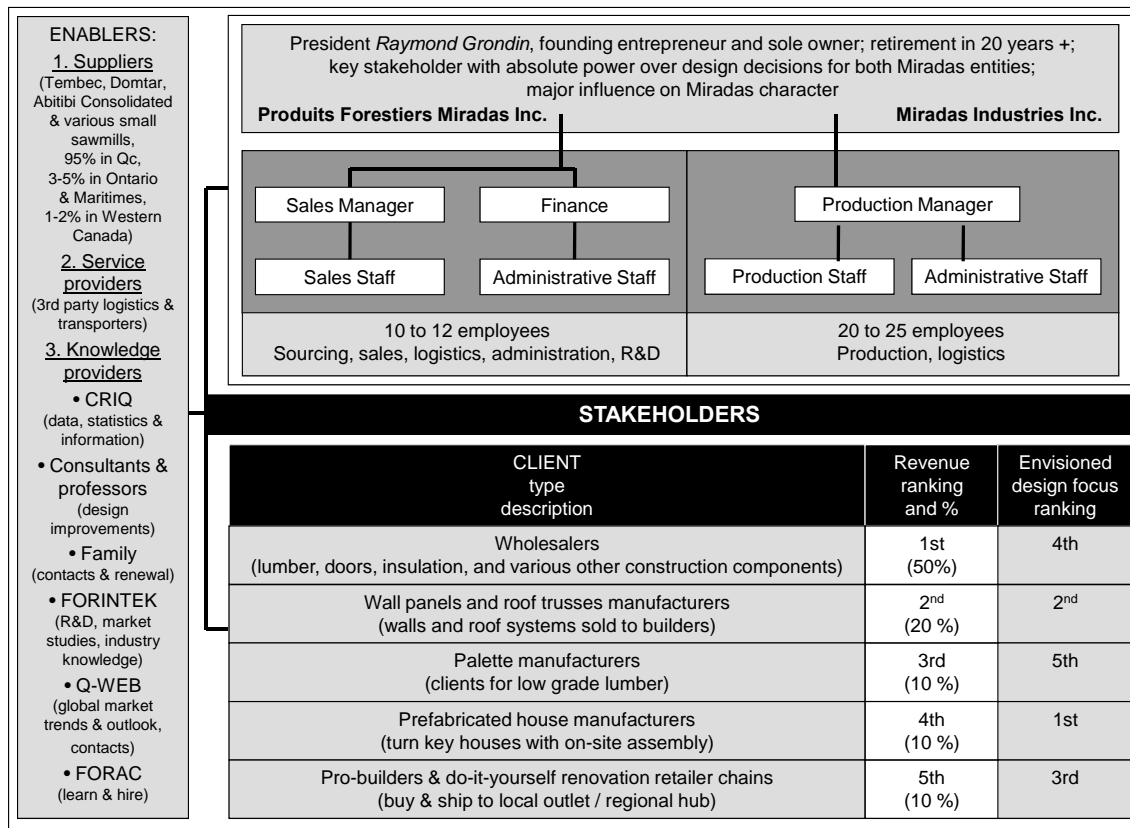 ENABLERS:
1. Suppliers
(Tembec, Domtar,
Abitibi Consolidated
& various small
sawmills,
95% in Qc,
3-5% in Ontario
& Maritimes,
1-2% in Western
Canada)
2. Service
providers
(3rd party logistics &
transporters)
3. Knowledge
providers
• CRIQ
(data, statistics &
information)
• Consultants &
professors
(design
improvements)
• Family
(contacts & renewal)
• FORINTEK
(R&D, market
studies, industry
knowledge)
• Q-WEB
(global market
trends & outlook,
contacts)
• FORAC
(learn & hire)
President Raymond Grondin, founding entrepreneur and sole owner; retirement in 20 years +;
key stakeholder with absolute power over design decisions for both Miradas entities;
major influence on Miradas character
Produits Forestiers Miradas Inc.
Miradas Industries Inc.
Sales Manager
Finance
Production Manager
Sales Staff
Administrative Staff
Production Staff
Administrative Staff
10 to 12 employees
Sourcing, sales, logistics, administration, R&D
20 to 25 employees
Production, logistics
STAKEHOLDERS
CLIENT
type
description
Revenue
ranking
and %
Envisioned
design focus
ranking
Wholesalers
(lumber, doors, insulation, and various other construction components)
1st
(50%)
4th
Wall panels and roof trusses manufacturers
(walls and roof systems sold to builders)
2nd
(20 %)
2nd
Palette manufacturers
(clients for low grade lumber)
3rd
(10 %)
5th
Prefabricated house manufacturers
(turn key houses with on-site assembly)
4th
(10 %)
1st
Pro-builders & do-it-yourself renovation retailer chains
(buy & ship to local outlet / regional hub)
5th
(10 %)
3rd